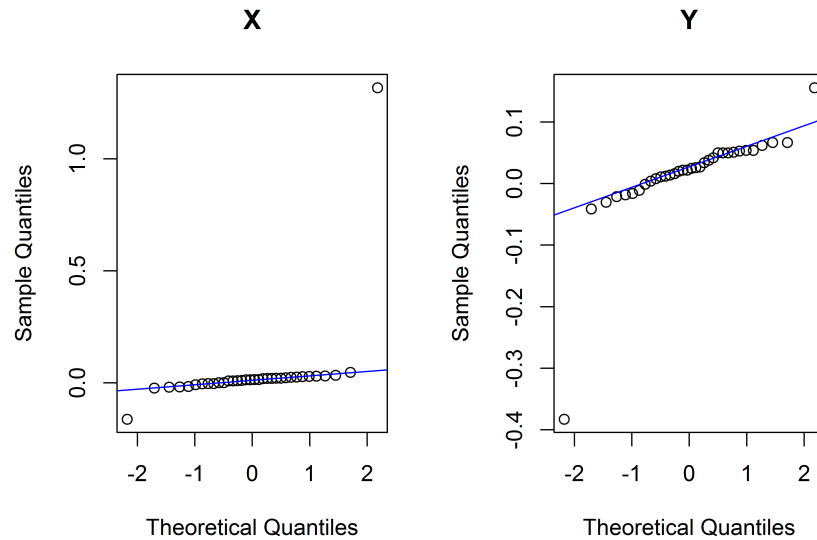 X
Sample Quantiles
1.0
0.5
0.0
-2 -1 0 1 2
Theoretical Quantiles
Y
Sample Quantiles
0.1
0.0
-0.1
-0.2
-0.3
-0.4
-2 -1 0 1 2
Theoretical Quantiles